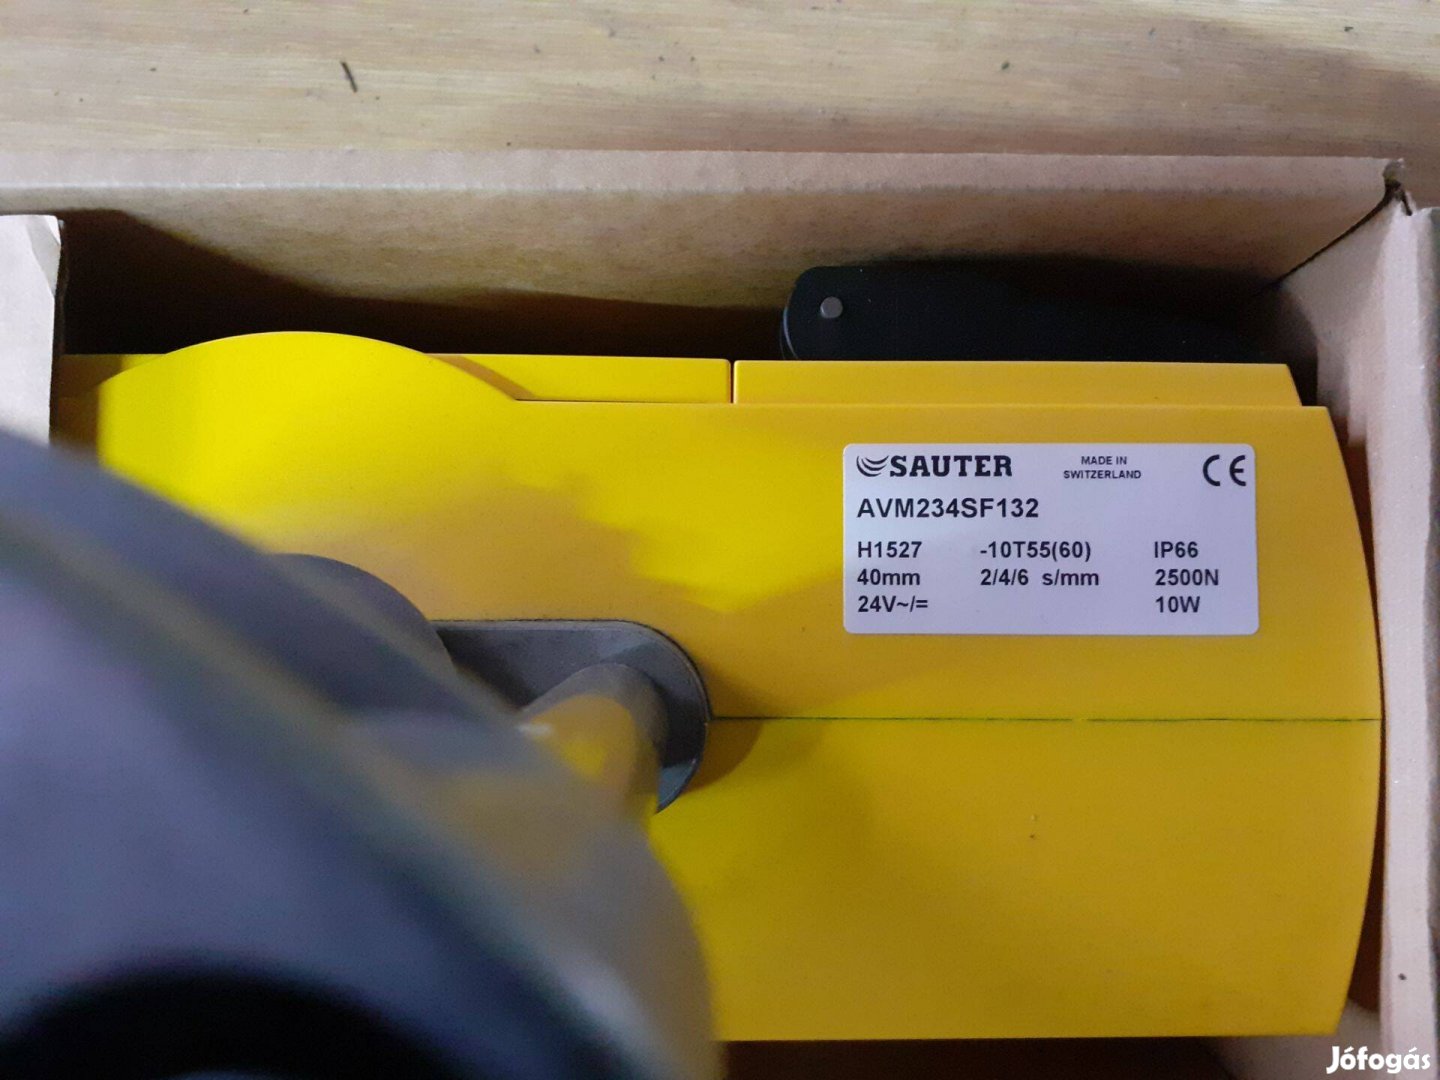 SAUTER
MADE IN
SWITZERLAND
CE
AVM234SF132
H1527 -10T55(60) IP66
40mm 2/4/6 s/mm 2500N
24V~/= 10W
Jófogás